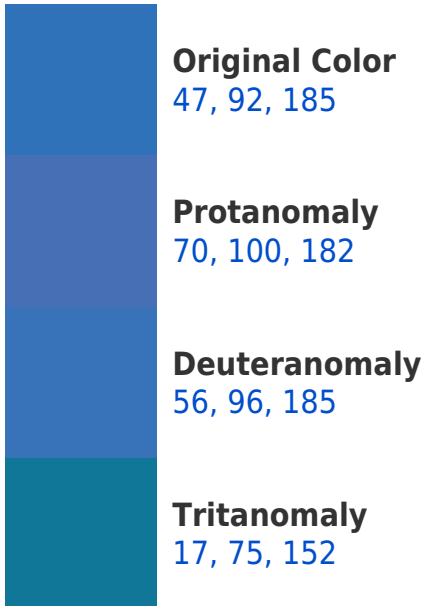 Original Color
47, 92, 185
Protanomaly
70, 100, 182
Deuteranomaly
56, 96, 185
Tritanomaly
17, 75, 152